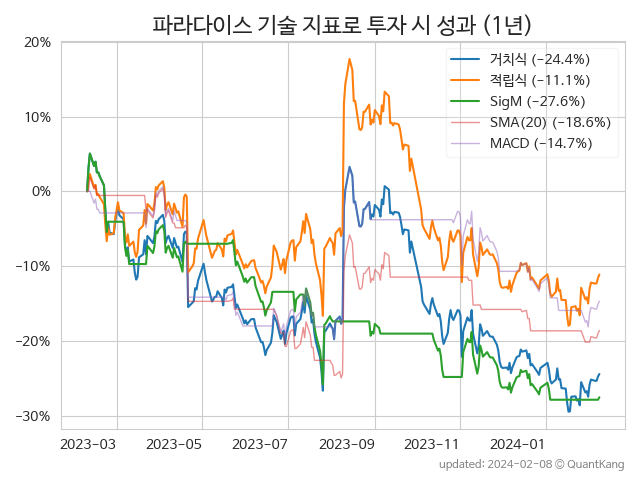 파라다이스 기술 지표로 투자 시 성과 (1년)
20%
10%
0%
−10%
−20%
−30%
거치식 (−24.4%)
적립식 (−11.1%)
SigM (−27.6%)
SMA(20) (−18.6%)
MACD (−14.7%)
2023-03
2023-05
2023-07
2023-09
2023-11
2024-01
updated: 2024-02-08 ⓒ QuantKang